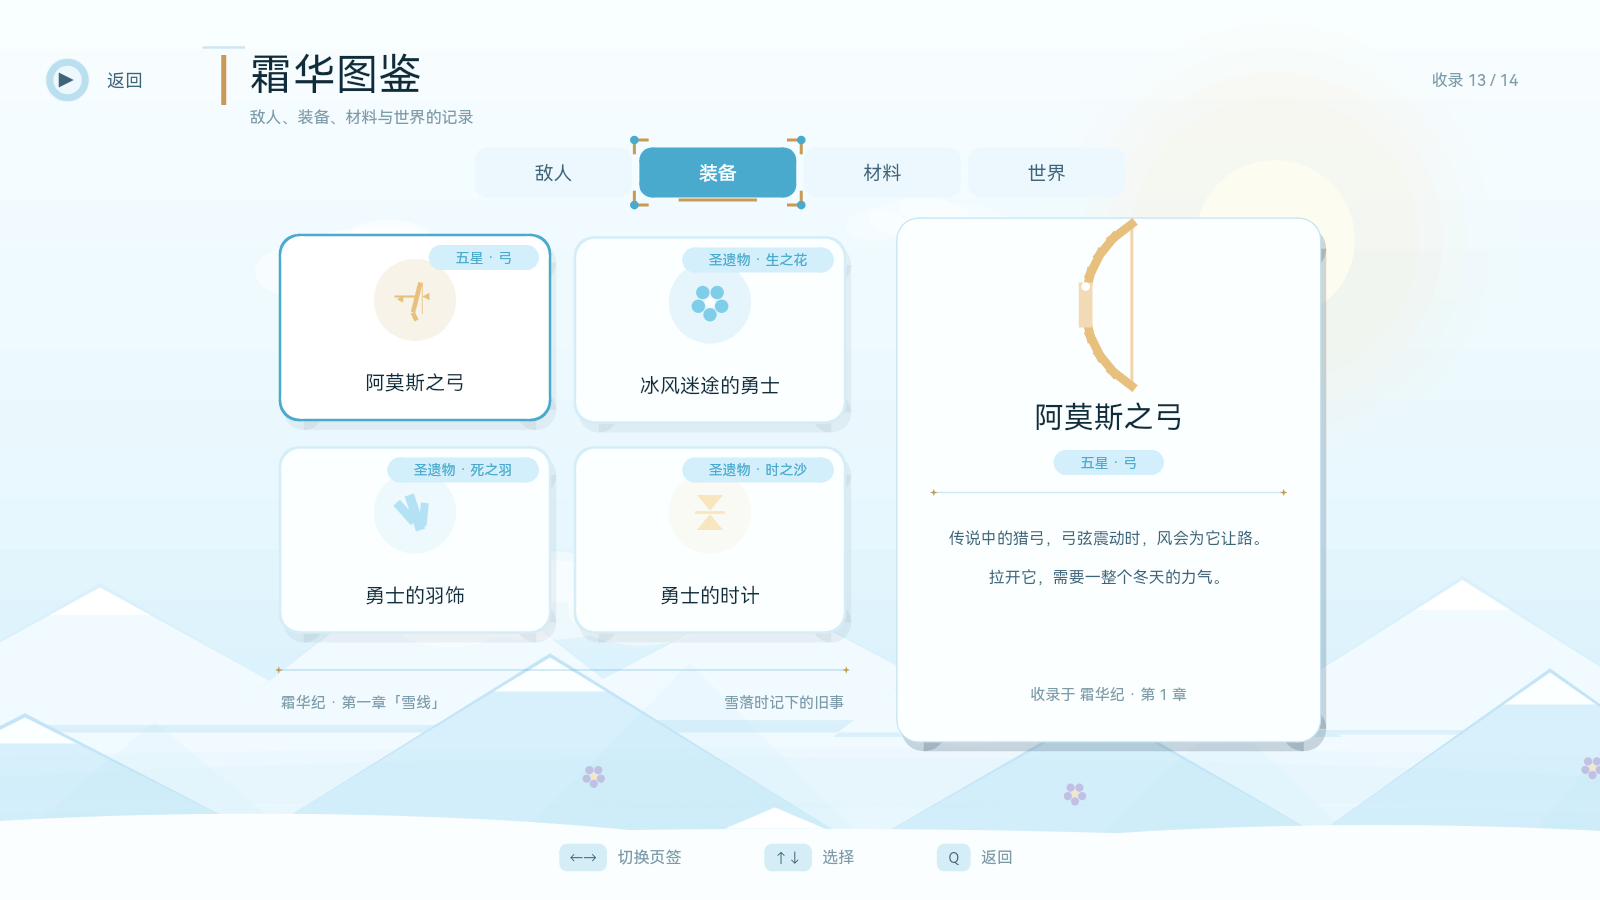 返回
霜华图鉴
敌人、装备、材料与世界的记录
收录 13 / 14
敌人
装备
材料
世界
五星 · 弓
阿莫斯之弓
圣遗物 · 生之花
冰风迷途的勇士
圣遗物 · 死之羽
勇士的羽饰
圣遗物 · 时之沙
勇士的时计
霜华纪 · 第一章「雪线」
雪落时记下的旧事
阿莫斯之弓
五星 · 弓
传说中的猎弓，弓弦震动时，风会为它让路。
拉开它，需要一整个冬天的力气。
收录于 霜华纪 · 第 1 章
←→ 切换页签
↑↓ 选择
Q 返回